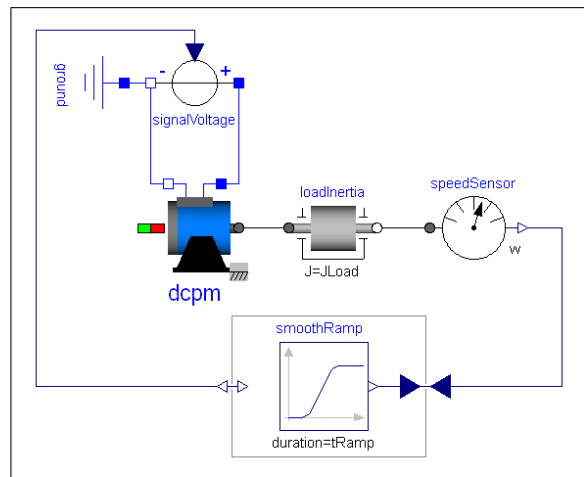 ground
- +
signalVoltage
loadInertia
speedSensor
w
J=JLoad
dcpm
smoothRamp
duration=tRamp